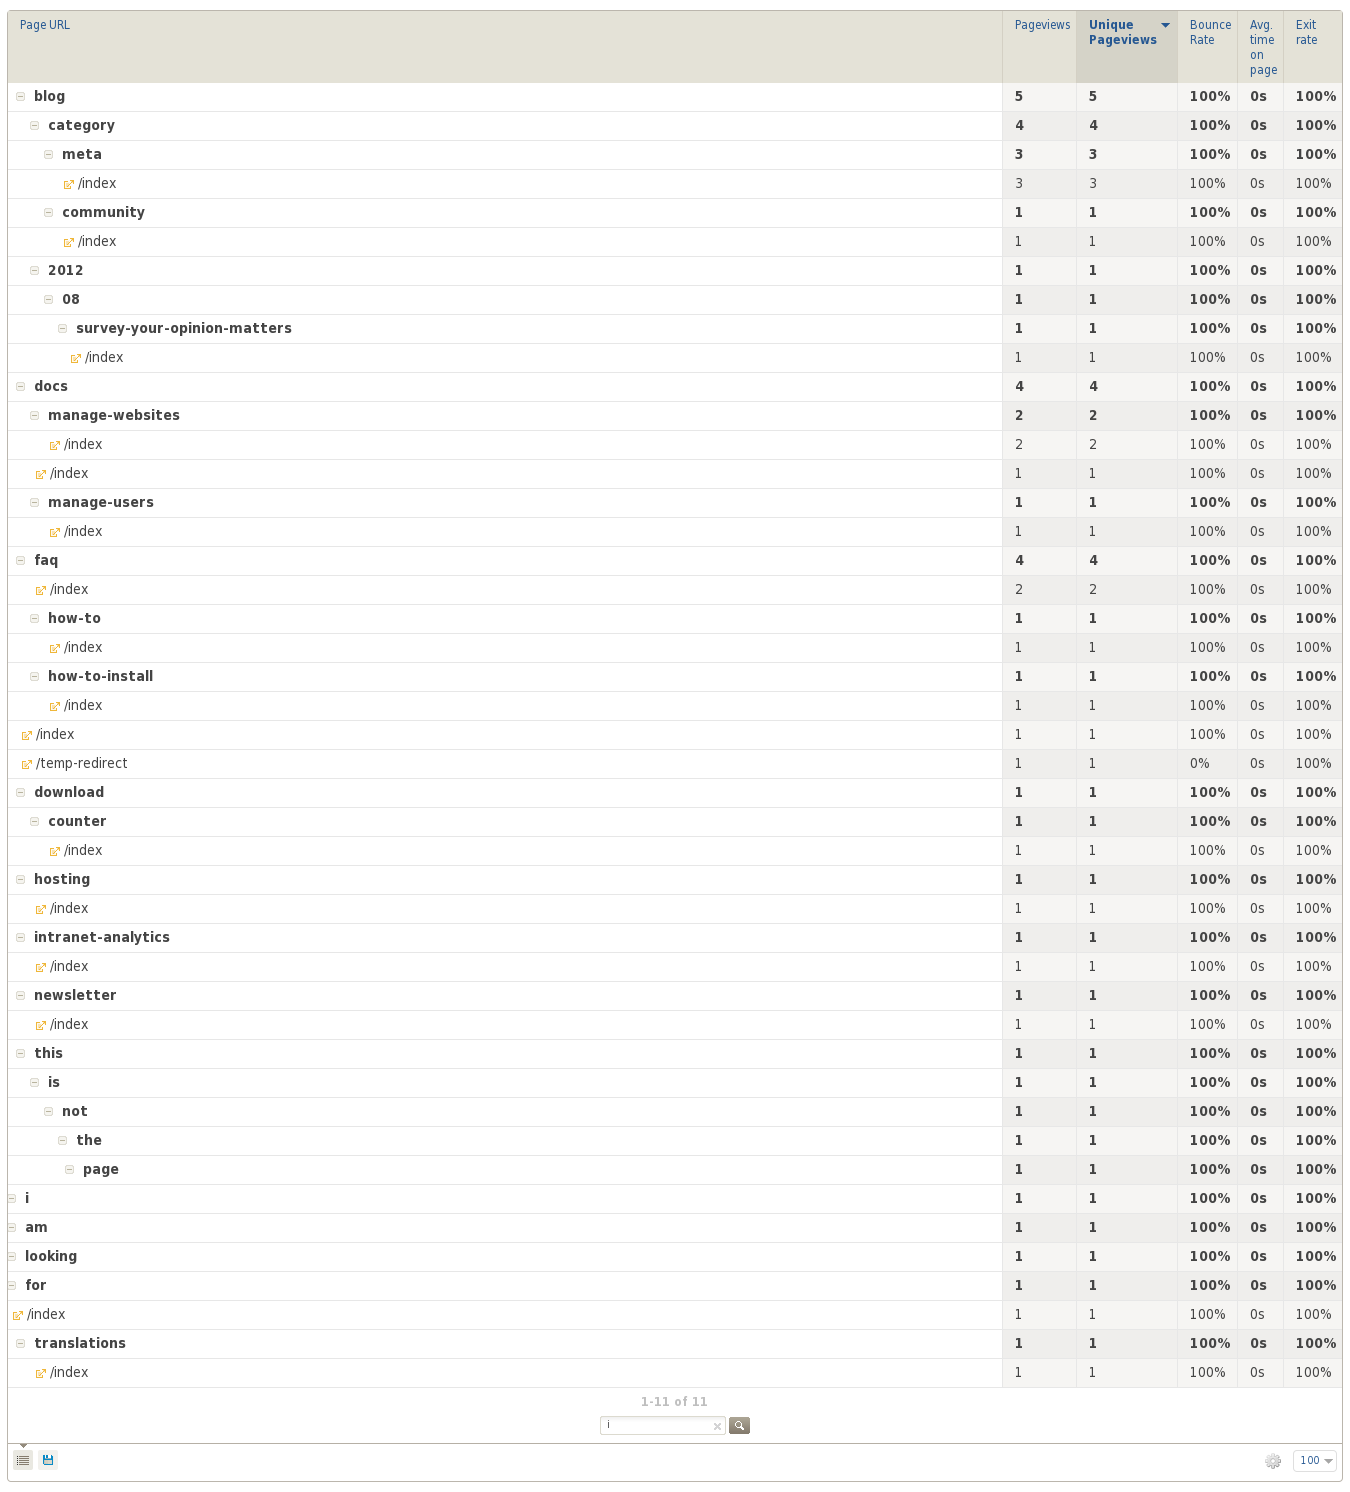 Page URL Pageviews Unique Pageviews Bounce Rate Avg. time on page Exit rate
blog 5 5 100% 0s 100%
category 4 4 100% 0s 100%
meta 3 3 100% 0s 100%
/index 3 3 100% 0s 100%
community 1 1 100% 0s 100%
/index 1 1 100% 0s 100%
2012 1 1 100% 0s 100%
08 1 1 100% 0s 100%
survey-your-opinion-matters 1 1 100% 0s 100%
/index 1 1 100% 0s 100%
docs 4 4 100% 0s 100%
manage-websites 2 2 100% 0s 100%
/index 2 2 100% 0s 100%
/index 1 1 100% 0s 100%
manage-users 1 1 100% 0s 100%
/index 1 1 100% 0s 100%
faq 4 4 100% 0s 100%
/index 2 2 100% 0s 100%
how-to 1 1 100% 0s 100%
/index 1 1 100% 0s 100%
how-to-install 1 1 100% 0s 100%
/index 1 1 100% 0s 100%
/index 1 1 100% 0s 100%
/temp-redirect 1 1 0% 0s 100%
download 1 1 100% 0s 100%
counter 1 1 100% 0s 100%
/index 1 1 100% 0s 100%
hosting 1 1 100% 0s 100%
/index 1 1 100% 0s 100%
intranet-analytics 1 1 100% 0s 100%
/index 1 1 100% 0s 100%
newsletter 1 1 100% 0s 100%
/index 1 1 100% 0s 100%
this 1 1 100% 0s 100%
is 1 1 100% 0s 100%
not 1 1 100% 0s 100%
the 1 1 100% 0s 100%
page 1 1 100% 0s 100%
i 1 1 100% 0s 100%
am 1 1 100% 0s 100%
looking 1 1 100% 0s 100%
for 1 1 100% 0s 100%
/index 1 1 100% 0s 100%
translations 1 1 100% 0s 100%
/index 1 1 100% 0s 100%
1-11 of 11
i
100